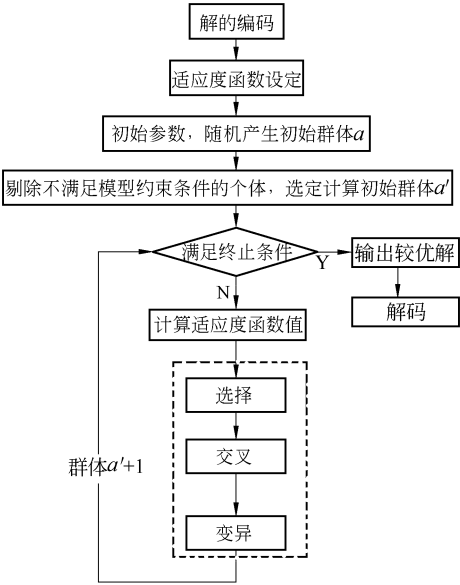 解的编码
适应度函数设定
初始参数，随机产生初始群体a
剔除不满足模型约束条件的个体，选定计算初始群体a′
满足终止条件
Y
输出较优解
N
解码
计算适应度函数值
选择
交叉
群体a′+1
变异